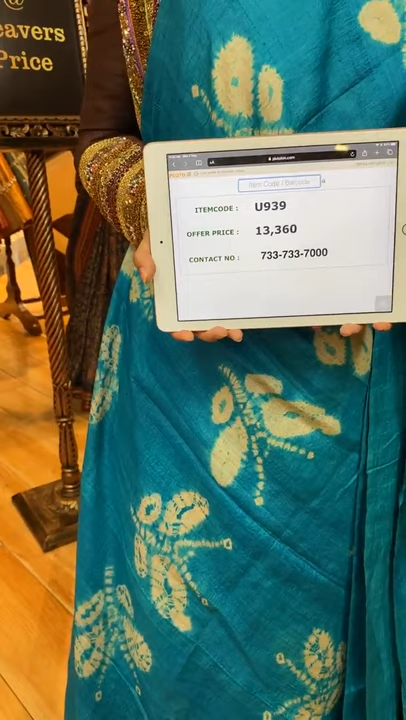 @
eavers
Price
Item Code / Barcode
ITEMCODE : U939
OFFER PRICE : 13,360
CONTACT NO : 733-733-7000